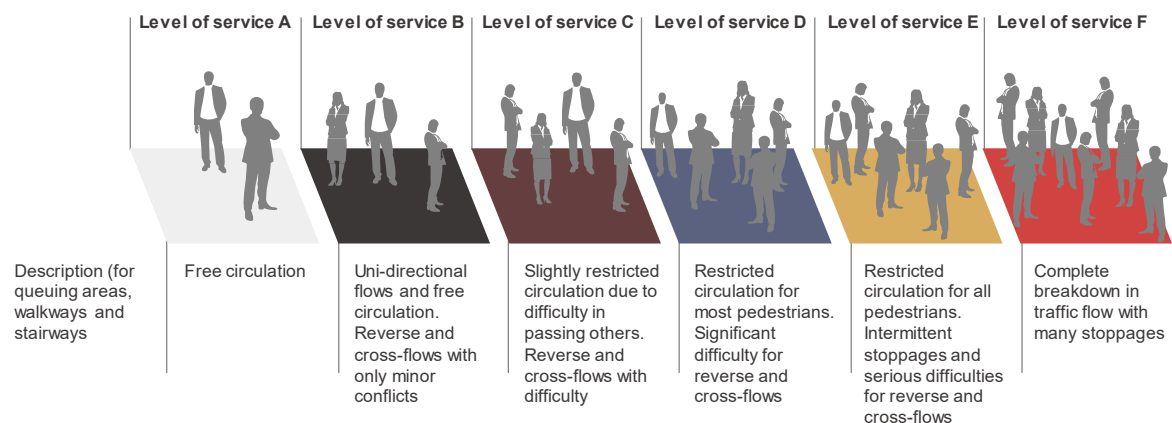 Level of service A
Level of service B
Level of service C
Level of service D
Level of service E
Level of service F
Description (for
queuing areas,
walkways and
stairways
Free circulation
Uni-directional
flows and free
circulation.
Reverse and
cross-flows with
only minor
conflicts
Slightly restricted
circulation due to
difficulty in
passing others.
Reverse and
cross-flows with
difficulty
Restricted
circulation for
most pedestrians.
Significant
difficulty for
reverse and
cross-flows
Restricted
circulation for all
pedestrians.
Intermittent
stoppages and
serious difficulties
for reverse and
cross-flows
Complete
breakdown in
traffic flow with
many stoppages